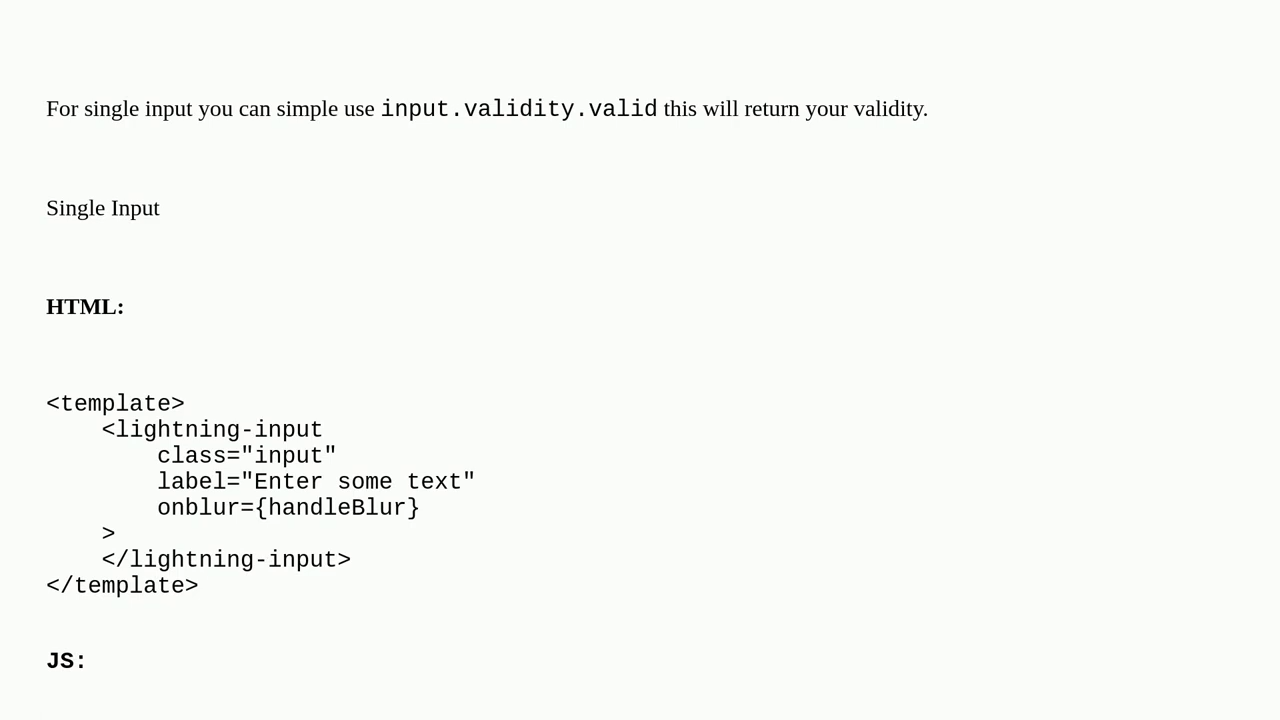 For single input you can simple use input.validity.valid this will return your validity.
Single Input
HTML:
<template>
    <lightning-input
        class="input"
        label="Enter some text"
        onblur={handleBlur}
    >
    </lightning-input>
</template>
JS: